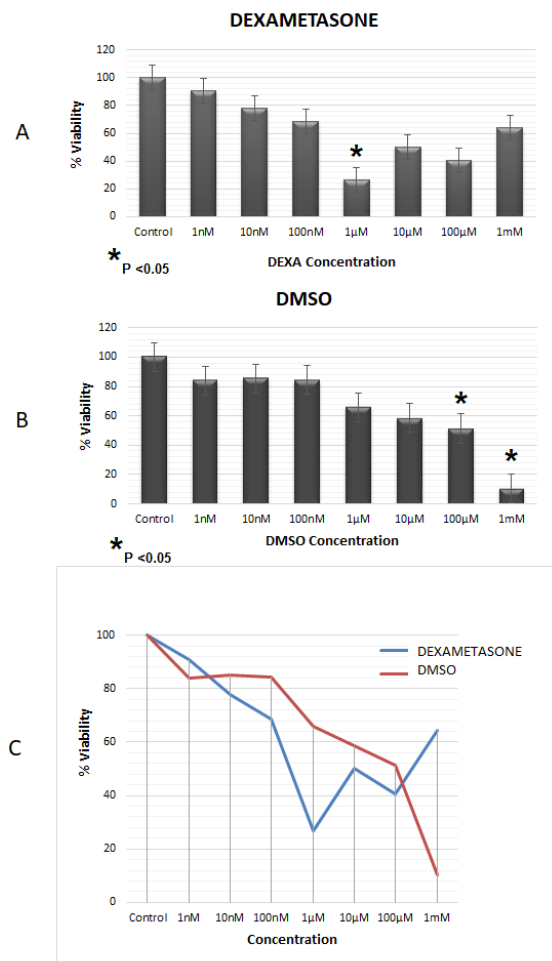 DEXAMETASONE
A
% Viability
120
100
80
60
40
20
0
*
Control 1nM 10nM 100nM 1µM 10µM 100µM 1mM
* P <0.05
DEXA Concentration
DMSO
B
% Viability
120
100
80
60
40
20
0
*
*
Control 1nM 10nM 100nM 1µM 10µM 100µM 1mM
DMSO Concentration
* P <0.05
C
% Viability
100
80
60
40
20
0
DEXAMETASONE
DMSO
Control 1nM 10nM 100nM 1µM 10µM 100µM 1mM
Concentration